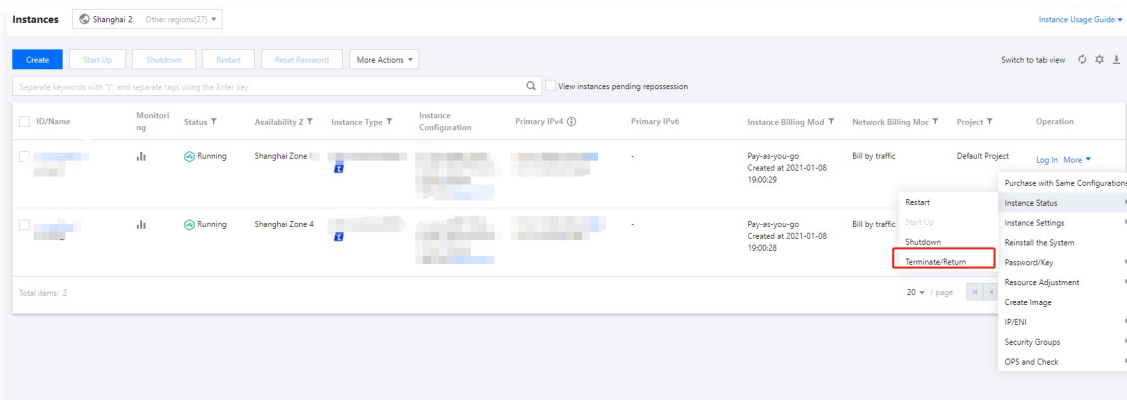 Instances Shanghai 2 Other regions(27) Instance Usage Guide
Create Start Up Shutdown Restart Reset Password More Actions Switch to tab view
Separate keywords with "|", and separate tags using the Enter key View instances pending repossession
ID/Name Monitori
ng Status Availability Z Instance Type Instance
Configuration Primary IPv4 Primary IPv6 Instance Billing Mod Network Billing Moc Project Operation
Running Shanghai Zone - Pay-as-you-go
Created at 2021-01-08
19:00:29 Bill by traffic Default Project Log In More
Running Shanghai Zone 4 - Pay-as-you-go
Created at 2021-01-08
19:00:28 Bill by traffic
Restart
Start Up
Shutdown
Terminate/Return
Purchase with Same Configurations
Instance Status
Instance Settings
Reinstall the System
Password/Key
Resource Adjustment
Create Image
IP/ENI
Security Groups
OPS and Check
Total items: 2 20 / page